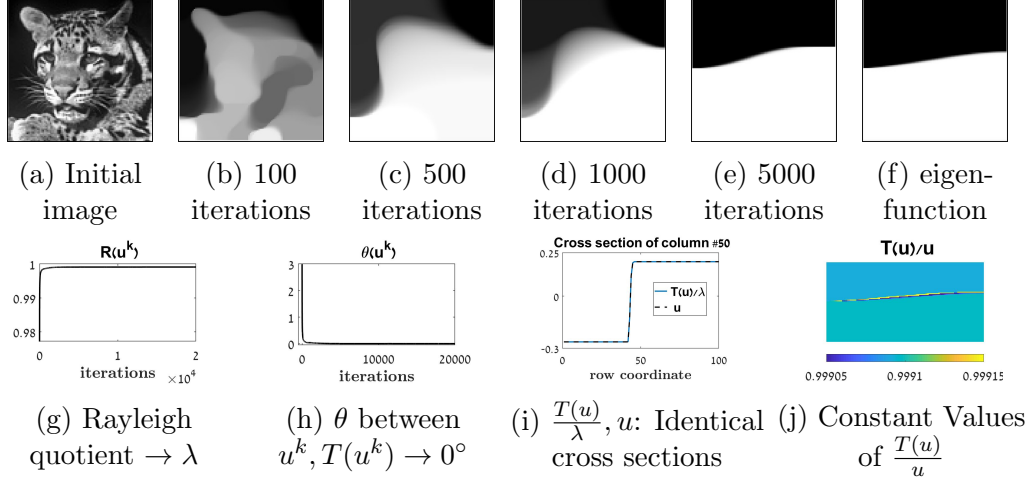 (a) Initial
image
(b) 100
iterations
(c) 500
iterations
(d) 1000
iterations
(e) 5000
iterations
(f) eigen-
function
R(u^k)
1
0.99
0.98
0
1
2
iterations
×10^4
θ(u^k)
3
2
1
0
0
10000
20000
iterations
Cross section of column #50
0.25
0
-0.3
T(u)/λ
u
0
50
100
row coordinate
T(u)/u
0.99905
0.9991
0.99915
(g) Rayleigh
quotient → λ
(h) θ between
u^k, T(u^k) → 0°
(i) T(u)/λ, u: Identical
cross sections
(j) Constant Values
of T(u)/u